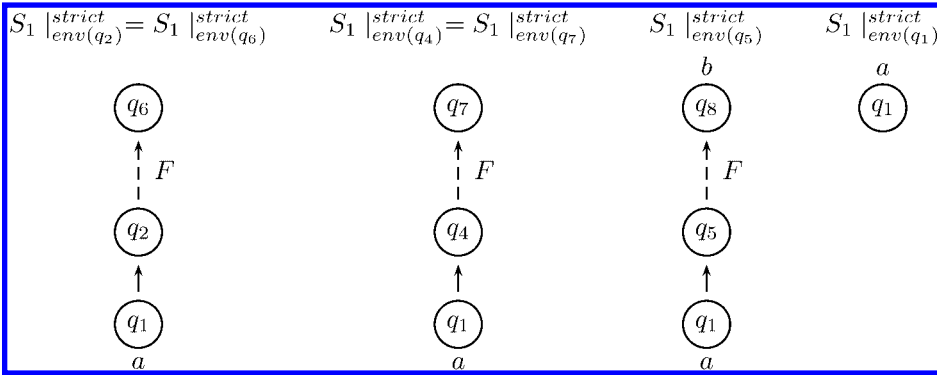 S₁ |^{strict}_{env(q₂)} = S₁ |^{strict}_{env(q₆)} S₁ |^{strict}_{env(q₄)} = S₁ |^{strict}_{env(q₇)} S₁ |^{strict}_{env(q₅)} S₁ |^{strict}_{env(q₁)}
b a
q₆ q₇ q₈ q₁
F F F
q₂ q₄ q₅
q₁ q₁ q₁
a a a